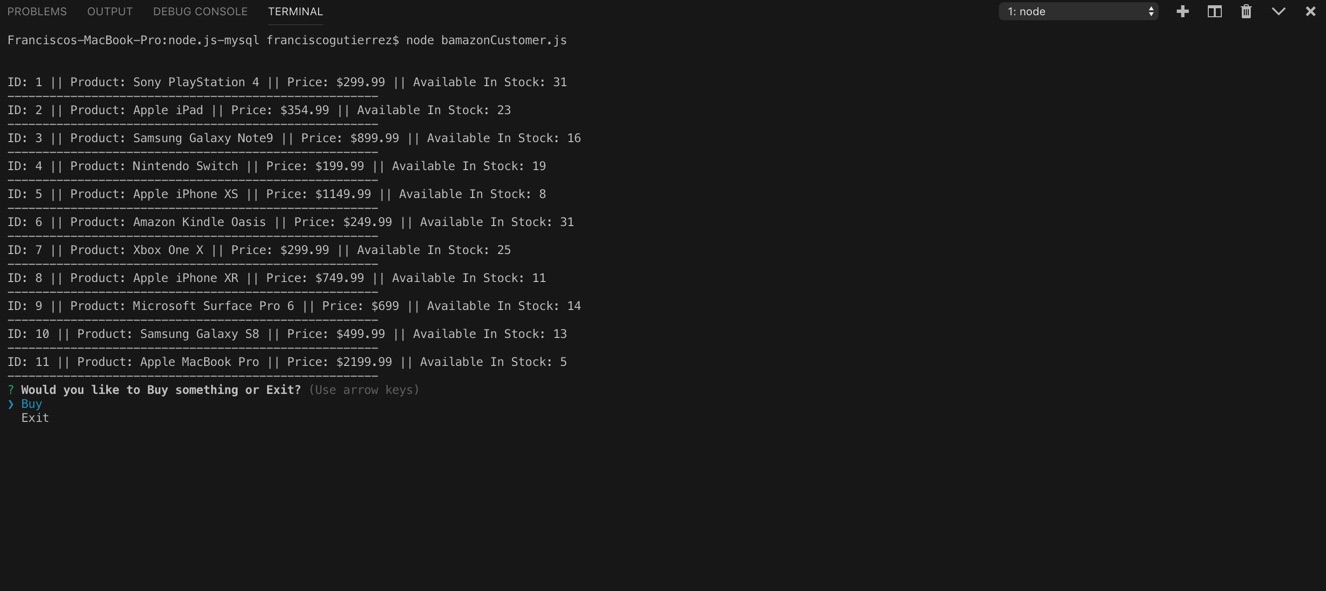 PROBLEMS OUTPUT DEBUG CONSOLE TERMINAL 1: node
Franciscos-MacBook-Pro:node.js-mysql franciscogutierrez$ node bamazonCustomer.js
ID: 1 || Product: Sony PlayStation 4 || Price: $299.99 || Available In Stock: 31
-----------------------------------------------------
ID: 2 || Product: Apple iPad || Price: $354.99 || Available In Stock: 23
-----------------------------------------------------
ID: 3 || Product: Samsung Galaxy Note9 || Price: $899.99 || Available In Stock: 16
-----------------------------------------------------
ID: 4 || Product: Nintendo Switch || Price: $199.99 || Available In Stock: 19
-----------------------------------------------------
ID: 5 || Product: Apple iPhone XS || Price: $1149.99 || Available In Stock: 8
-----------------------------------------------------
ID: 6 || Product: Amazon Kindle Oasis || Price: $249.99 || Available In Stock: 31
-----------------------------------------------------
ID: 7 || Product: Xbox One X || Price: $299.99 || Available In Stock: 25
-----------------------------------------------------
ID: 8 || Product: Apple iPhone XR || Price: $749.99 || Available In Stock: 11
-----------------------------------------------------
ID: 9 || Product: Microsoft Surface Pro 6 || Price: $699 || Available In Stock: 14
-----------------------------------------------------
ID: 10 || Product: Samsung Galaxy S8 || Price: $499.99 || Available In Stock: 13
-----------------------------------------------------
ID: 11 || Product: Apple MacBook Pro || Price: $2199.99 || Available In Stock: 5
-----------------------------------------------------
? Would you like to Buy something or Exit? (Use arrow keys)
❯ Buy
Exit